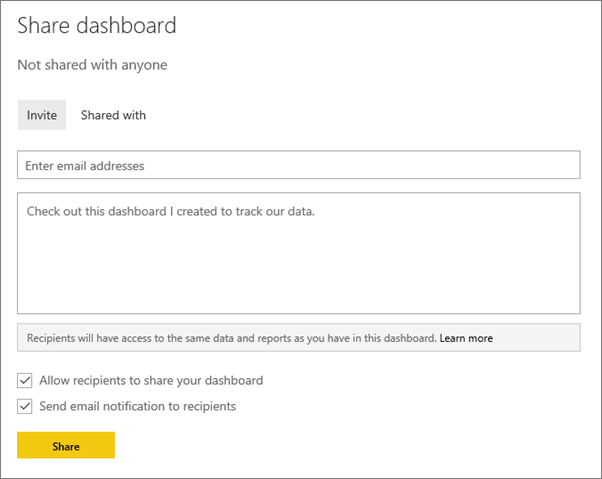 Share dashboard
Not shared with anyone
Invite Shared with
Enter email addresses
Check out this dashboard I created to track our data.
Recipients will have access to the same data and reports as you have in this dashboard. Learn more
Allow recipients to share your dashboard
Send email notification to recipients
Share